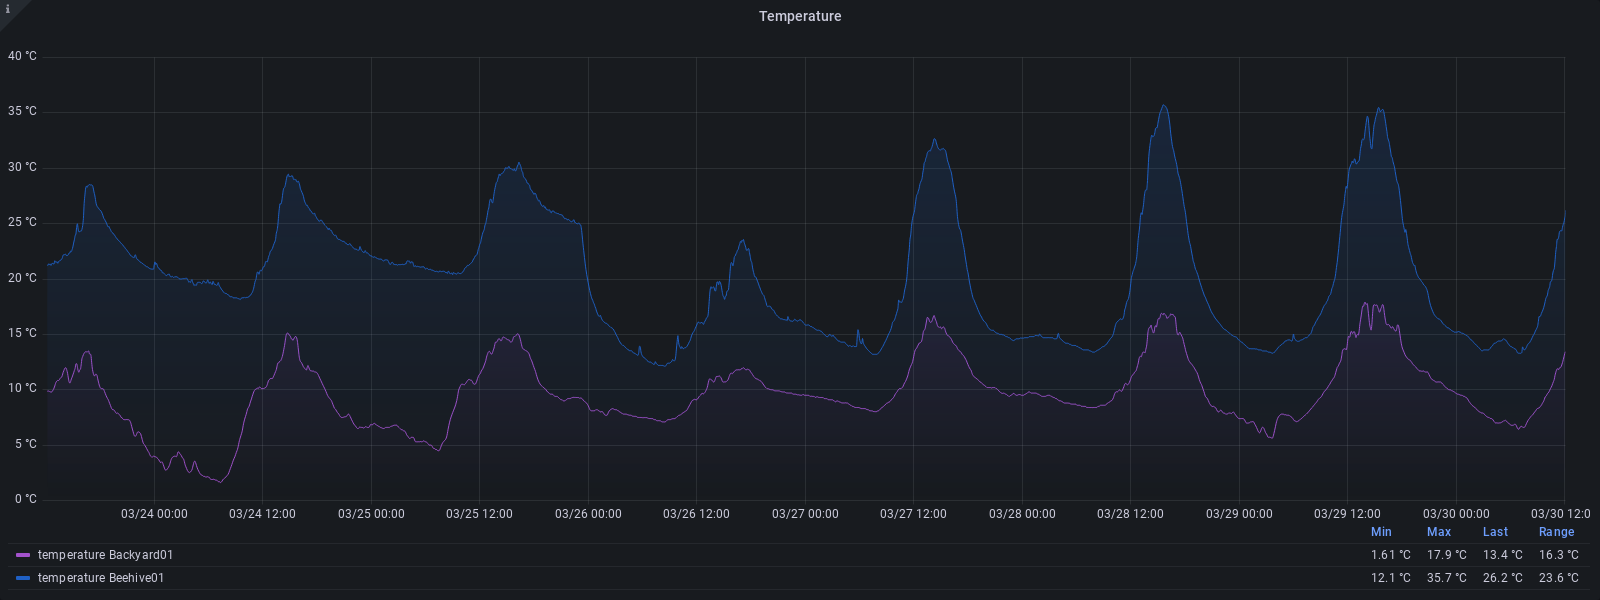 i
Temperature
40 °C
35 °C
30 °C
25 °C
20 °C
15 °C
10 °C
5 °C
0 °C
03/24 00:00 03/24 12:00 03/25 00:00 03/25 12:00 03/26 00:00 03/26 12:00 03/27 00:00 03/27 12:00 03/28 00:00 03/28 12:00 03/29 00:00 03/29 12:00 03/30 00:00 03/30 12:0
Min Max Last Range
temperature Backyard01 1.61 °C 17.9 °C 13.4 °C 16.3 °C
temperature Beehive01 12.1 °C 35.7 °C 26.2 °C 23.6 °C